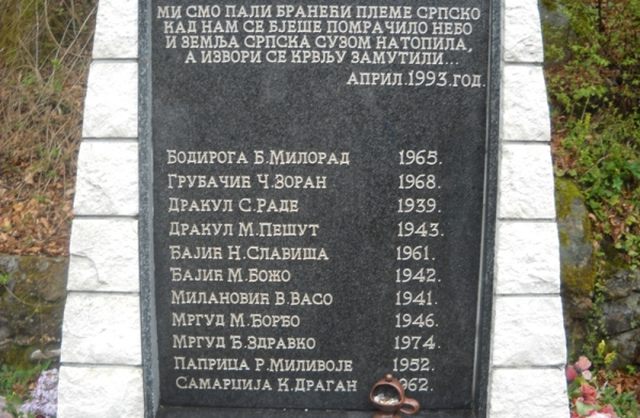 МИ СМО ПАЛИ БРАНЕЋИ ПЛЕМЕ СРПСКО
КАД НАМ СЕ БЈЕШЕ ПОМРАЧИЛО НЕБО
И ЗЕМЉА СРПСКА СУЗОМ НАТОПИЛА,
А ИЗВОРИ СЕ КРВЉУ ЗАМУТИЛИ...
АПРИЛ.1993.ГОД.
БОДИРОГА Б.МИЛОРАД 1965.
ГРУБАЧИЋ Ч.ЗОРАН 1968.
ДРАКУЛ С.РАДЕ 1939.
ДРАКУЛ М.ПЕШУТ 1943.
ЂАЈИЋ Н.СЛАВИША 1961.
ЂАЈИЋ М.БОЖО 1942.
МИЛАНОВИЋ В.ВАСО 1941.
МРГУД М.ЂОРЂО 1946.
МРГУД Ђ.ЗДРАВКО 1974.
ПАПРИЦА Р.МИЛИВОЈЕ 1952.
САМАРЏИЈА К.ДРАГАН 962.